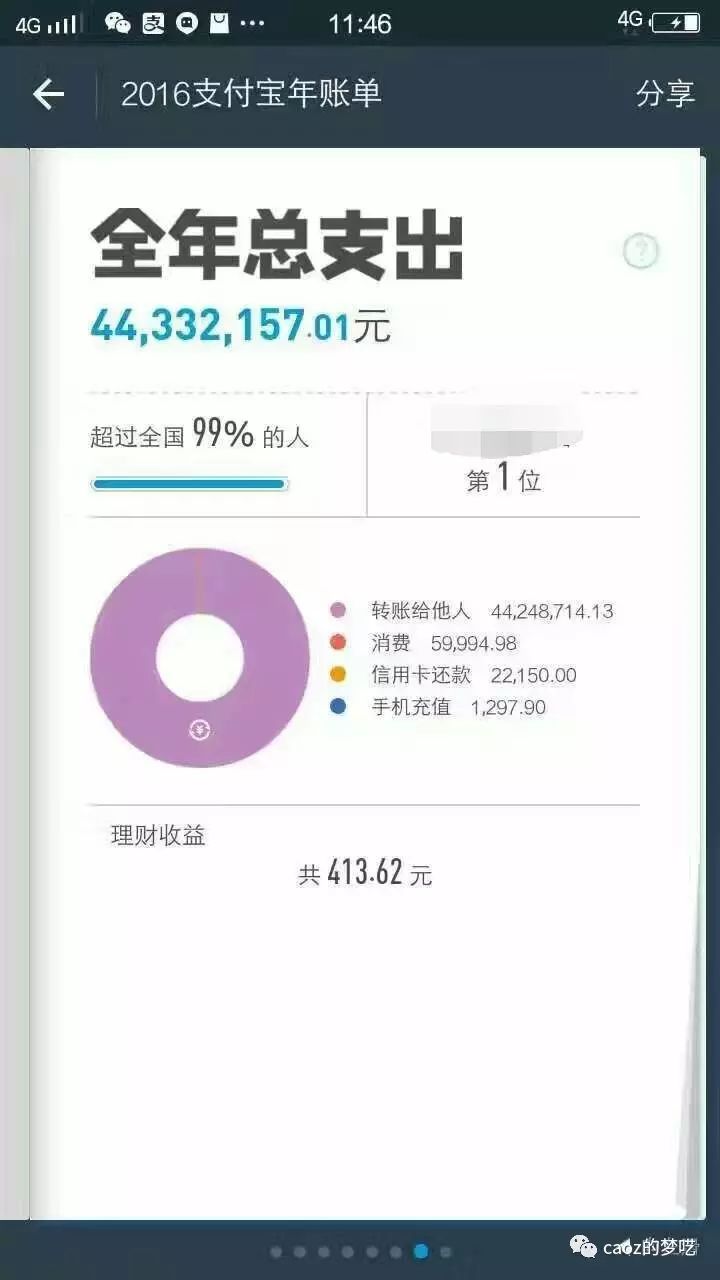 4G 11:46 4G
2016支付宝年账单 分享
全年总支出
?
44,332,157.01元
超过全国 99% 的人
第 1 位
转账给他人 44,248,714.13
消费 59,994.98
信用卡还款 22,150.00
手机充值 1,297.90
理财收益
共 413.62 元
caoz的梦呓